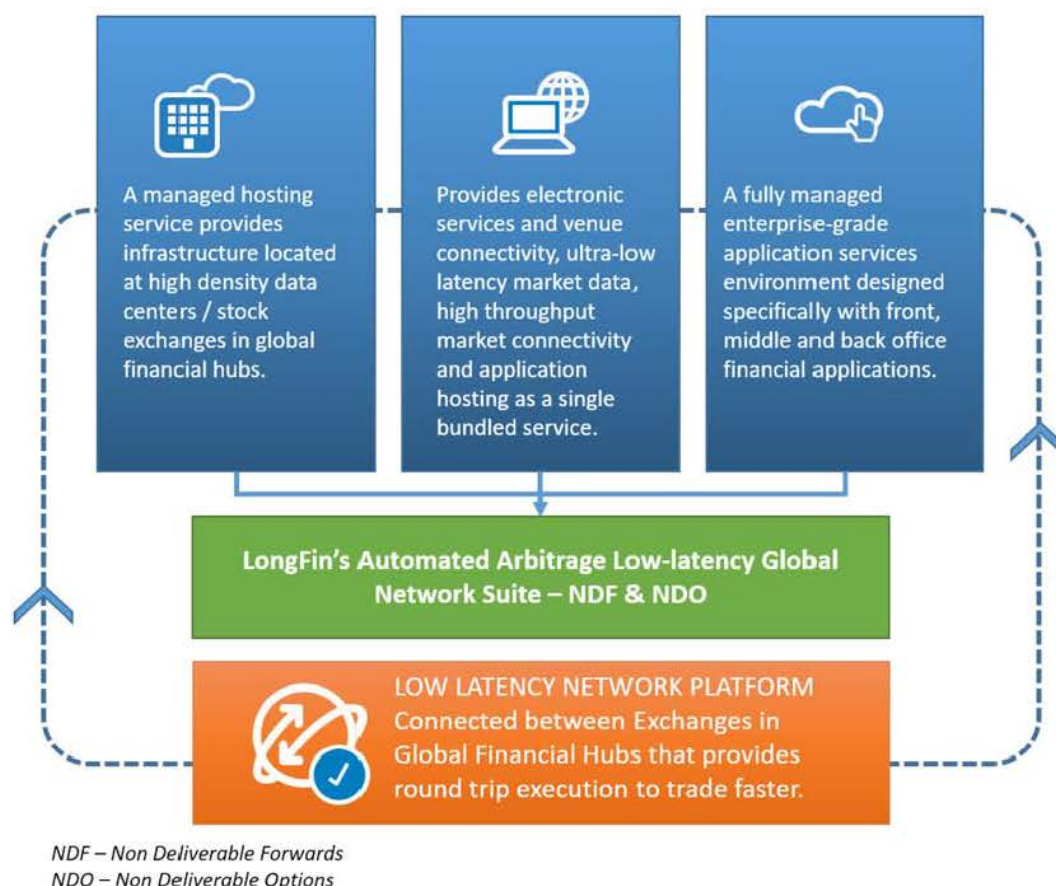 A managed hosting
service provides
infrastructure located
at high density data
centers / stock
exchanges in global
financial hubs.
Provides electronic
services and venue
connectivity, ultra-low
latency market data,
high throughput
market connectivity
and application
hosting as a single
bundled service.
A fully managed
enterprise-grade
application services
environment designed
specifically with front,
middle and back office
financial applications.
LongFin's Automated Arbitrage Low-latency Global
Network Suite – NDF & NDO
LOW LATENCY NETWORK PLATFORM
Connected between Exchanges in
Global Financial Hubs that provides
round trip execution to trade faster.
NDF – Non Deliverable Forwards
NDO – Non Deliverable Options